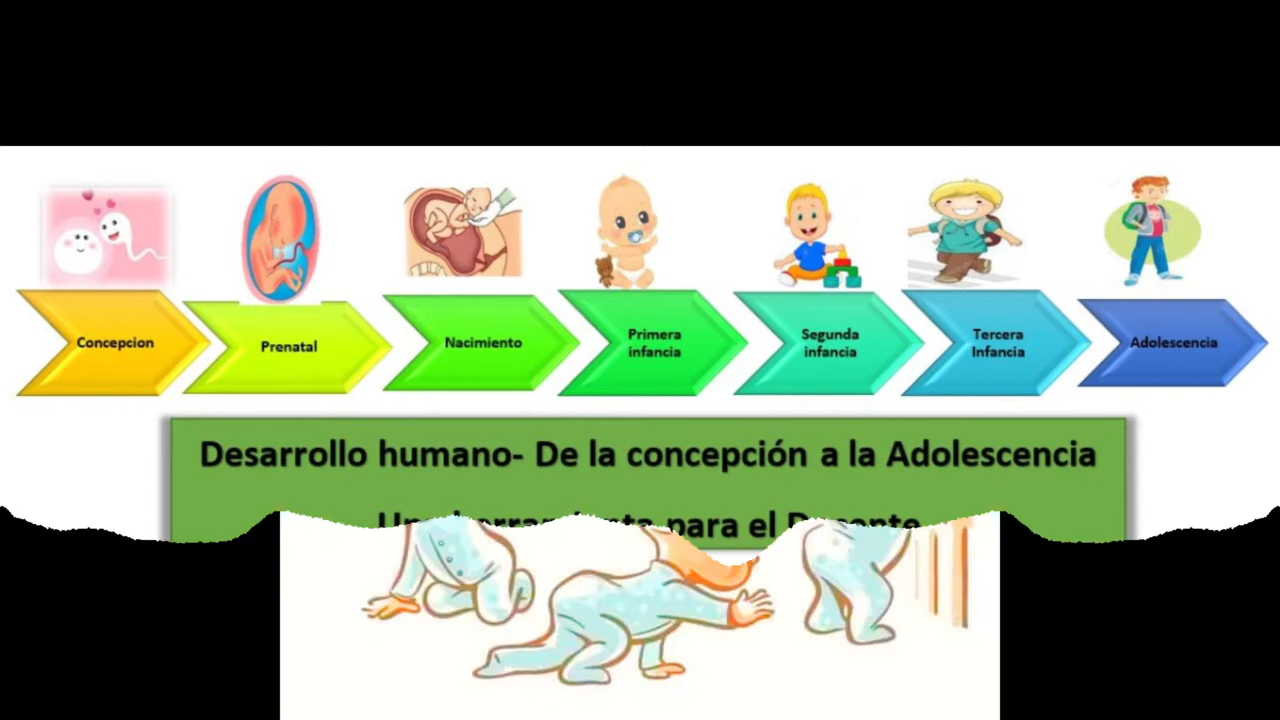 Concepcion
Prenatal
Nacimiento
Primera
infancia
Segunda
infancia
Tercera
Infancia
Adolescencia
Desarrollo humano- De la concepción a la Adolescencia
para el